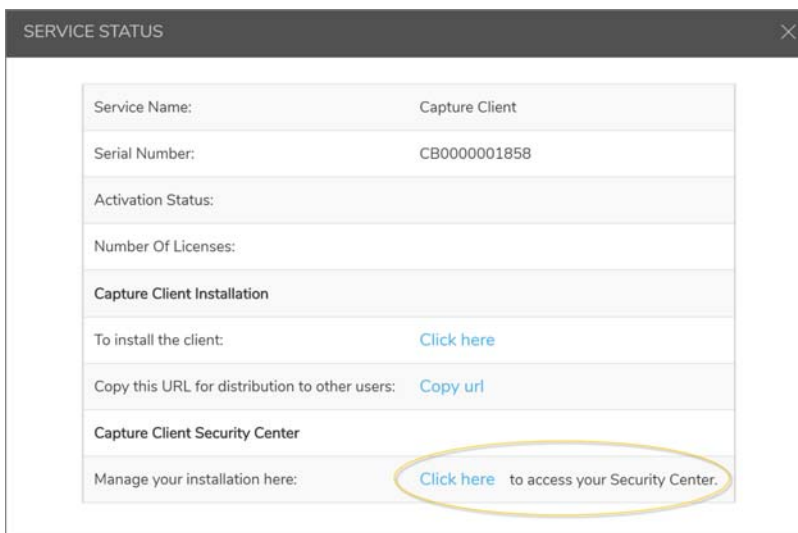 SERVICE STATUS
Service Name: Capture Client
Serial Number: CB0000001858
Activation Status:
Number Of Licenses:
Capture Client Installation
To install the client: Click here
Copy this URL for distribution to other users: Copy url
Capture Client Security Center
Manage your installation here: Click here to access your Security Center.